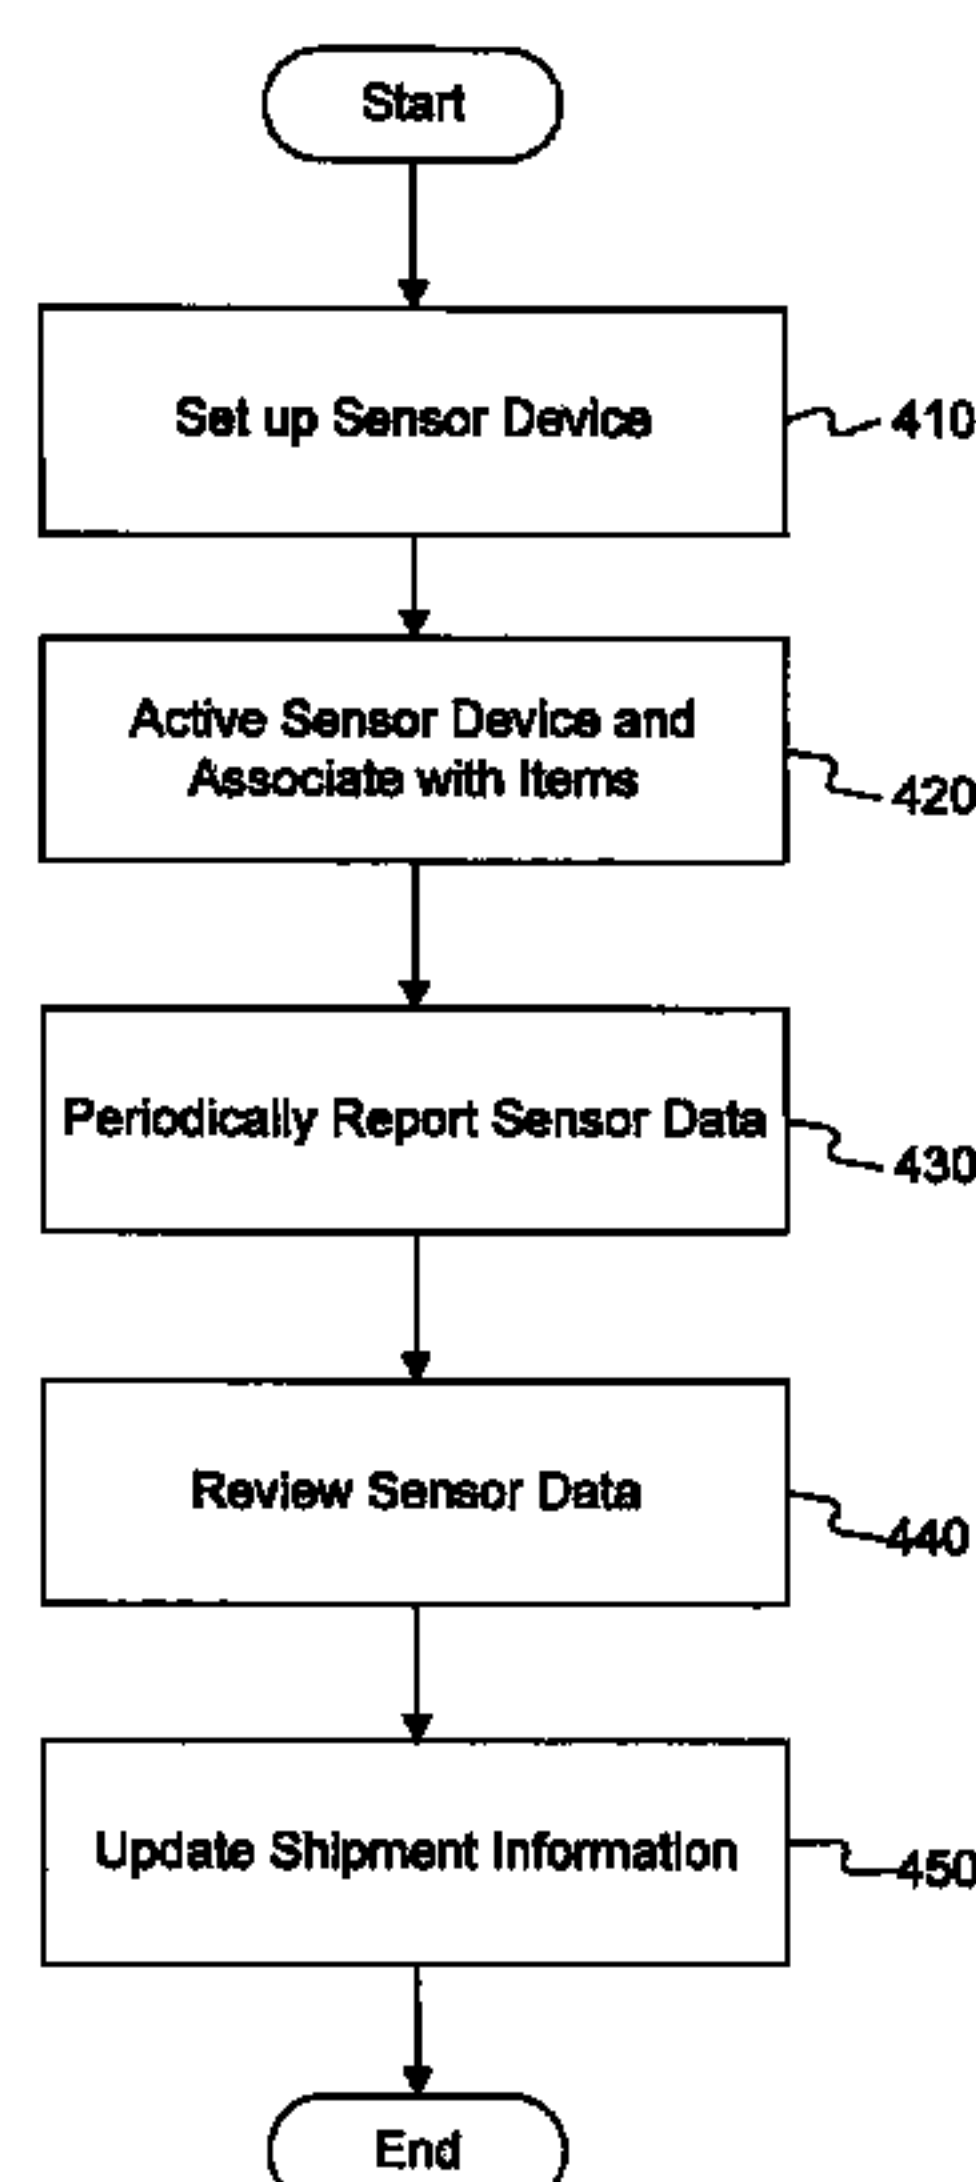 Start
Set up Sensor Device
410
Active Sensor Device and
Associate with Items
420
Periodically Report Sensor Data
430
Review Sensor Data
440
Update Shipment Information
450
End